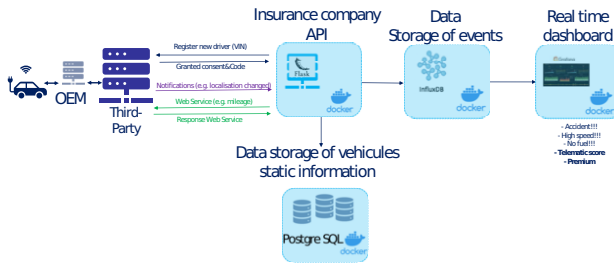 Insurance company
API
Data
Storage of events
Real time
dashboard
Register new driver (VIN)
Granted consent&Code
Notifications (e.g. localisation changed)
Web Service (e.g. mileage)
Response Web Service
OEM
Third-
Party
Flask
docker
InfluxDB
docker
docker
- Accident!!!
- High speed!!!
- No fuel!!!
- Telematic score
- Premium
Data storage of vehicules
static information
Postgre SQL
docker